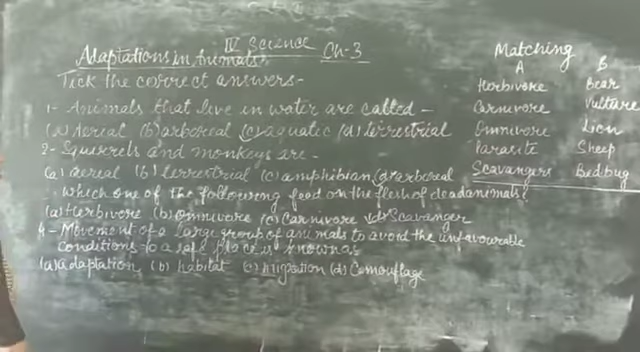 IV Science Ch-3
Adaptations in Animals
Tick the correct answers-
1- Animals that live in water are called-
(a) Aerial (b) arboreal (c) aquatic (d) terrestrial
2- Squirrels and monkeys are-
(a) aerial (b) terrestrial (c) amphibian (d) arboreal
Which one of the following feed on the flesh of dead animals?
(a) Herbivore (b) Omnivore (c) Carnivore (d) Scavanger
4- Movement of a large group of animals to avoid the unfavourable
conditions to a safe place is known as
(a) adaptation (b) habitat (c) migration (d) Camouflage
Matching
A B
Herbivore Bear
Carnivore Vulture
Omnivore Lion
Parasite Sheep
Scavangers Bedbug